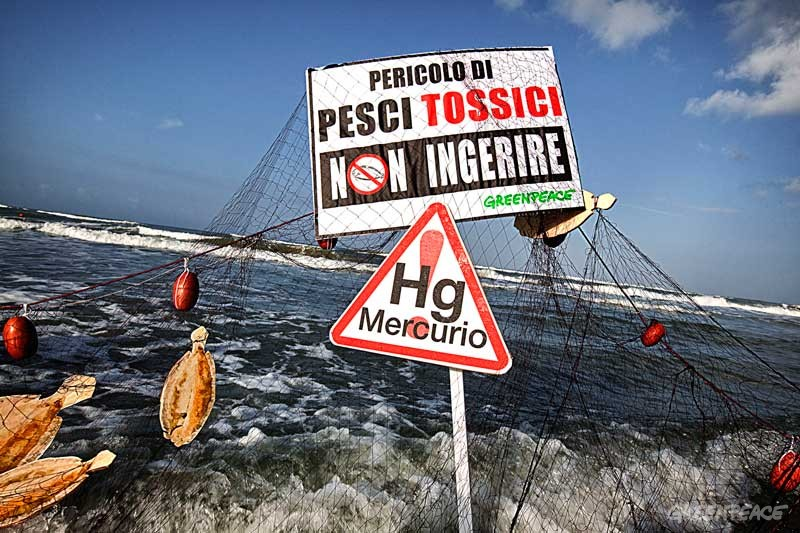 PERICOLO DI
PESCI TOSSICI
NON INGERIRE
GREENPEACE
Hg
Mercurio
GREENPEACE